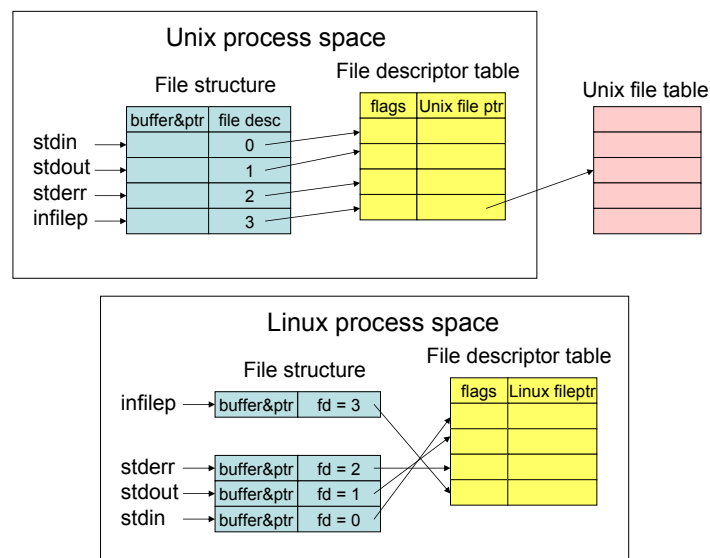 Unix process space
File structure
File descriptor table
Unix file table
buffer&ptr file desc
flags Unix file ptr
stdin 0
stdout 1
stderr 2
infilep 3
Linux process space
File structure
File descriptor table
flags Linux fileptr
infilep buffer&ptr fd = 3
stderr buffer&ptr fd = 2
stdout buffer&ptr fd = 1
stdin buffer&ptr fd = 0